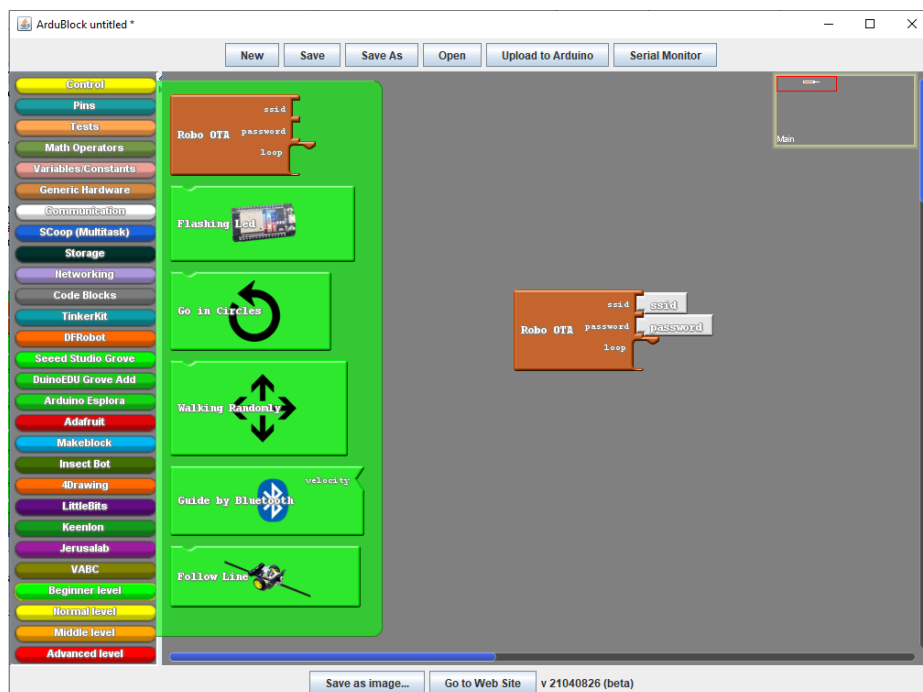 ArduBlock untitled *
New
Save
Save As
Open
Upload to Arduino
Serial Monitor
Control
Pins
Tests
Math Operators
Variables/Constants
Generic Hardware
Communication
SCoop (Multitask)
Storage
Networking
Code Blocks
TinkerKit
DFRobot
Seeed Studio Grove
DuinoEDU Grove Add
Arduino Esplora
Adafruit
Makeblock
Insect Bot
4Drawing
LittleBits
Keenlon
Jerusalab
VABC
Beginner level
Normal level
Middle level
Advanced level
ssid
Robo OTA password
loop
Flashing Led
Go in Circles
Walking Randomly
velocity
Guide by Bluetooth
Follow Line
ssid ssid
Robo OTA password password
loop
Main
Save as image...
Go to Web Site
v 21040826 (beta)